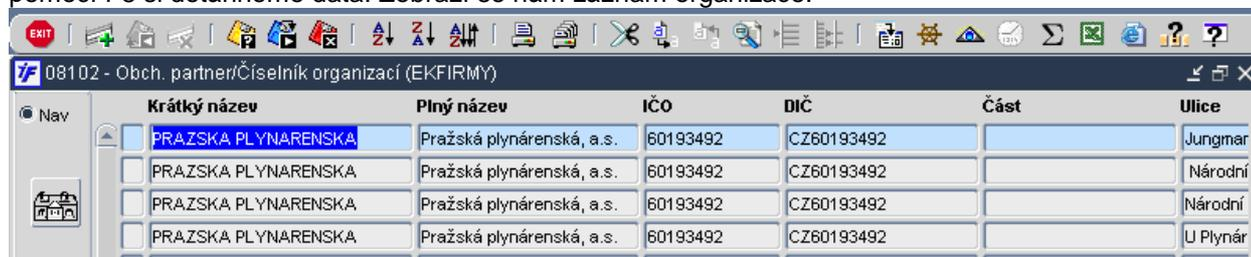 EXIT
08102 - Obch. partner/Číselník organizací (EKFIRMY)
Nav Krátký název Plný název IČO DIČ Část Ulice
PRAZSKA PLYNARENSKA Pražská plynárenská, a.s. 60193492 CZ60193492 Jungmar
PRAZSKA PLYNARENSKA Pražská plynárenská, a.s. 60193492 CZ60193492 Národní
PRAZSKA PLYNARENSKA Pražská plynárenská, a.s. 60193492 CZ60193492 Národní
PRAZSKA PLYNARENSKA Pražská plynárenská, a.s. 60193492 CZ60193492 U Plynár